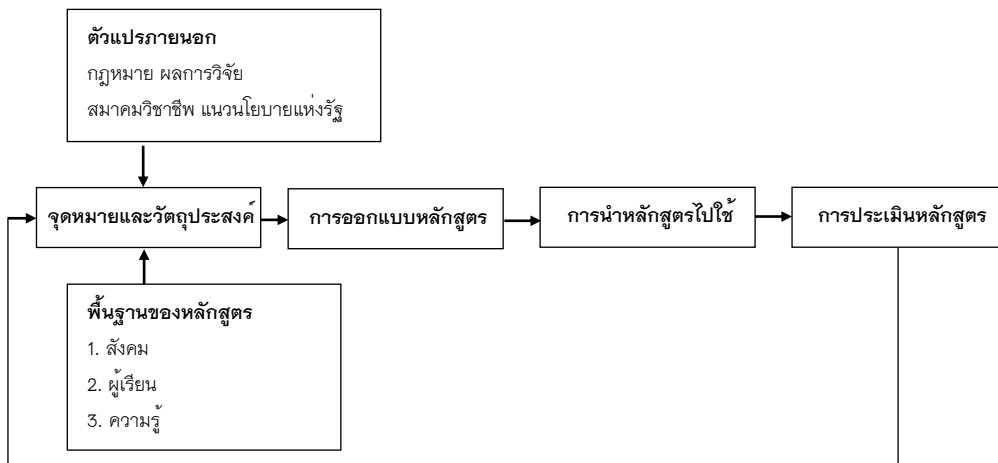 ตัวแปรภายนอก
กฎหมาย ผลการวิจัย
สมาคมวิชาชีพ แนวนโยบายแห่งรัฐ
จุดหมายและวัตถุประสงค์
การออกแบบหลักสูตร
การนำหลักสูตรไปใช้
การประเมินหลักสูตร
พื้นฐานของหลักสูตร
1. สังคม
2. ผู้เรียน
3. ความรู้